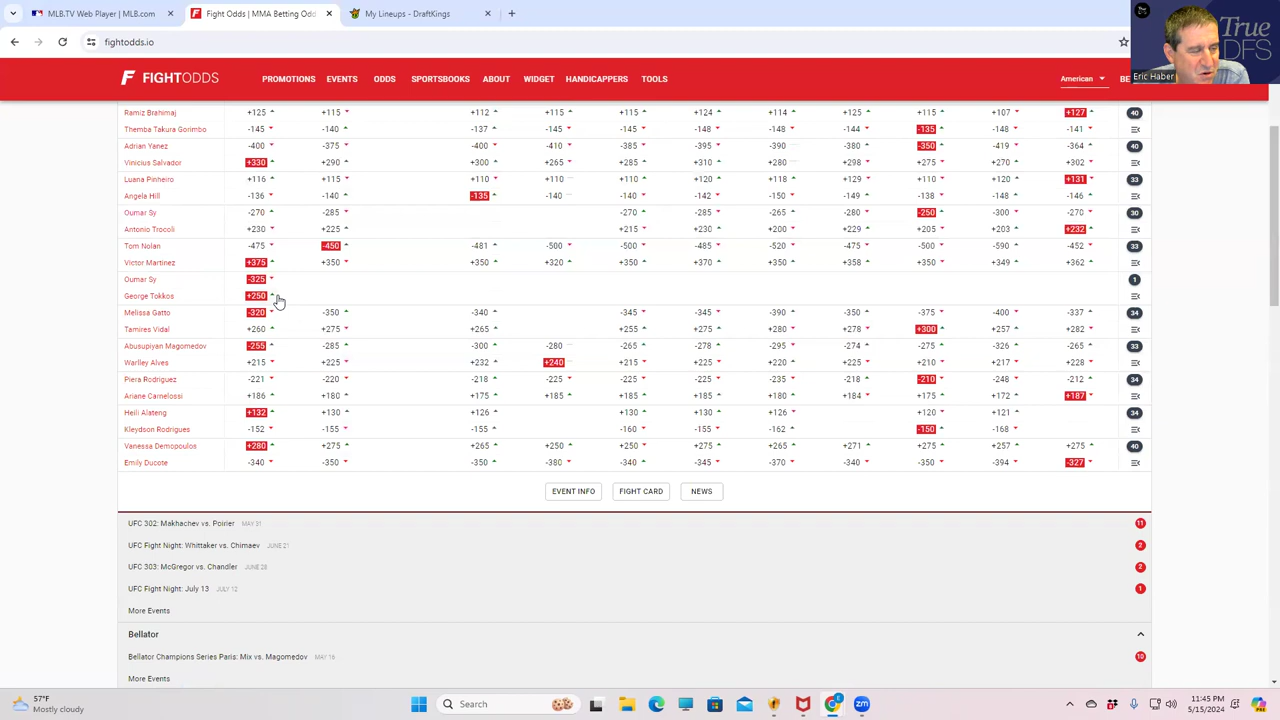 MLB.TV Web Player | MLB.com
Fight Odds | MMA Betting Odd
My Lineups - DraftKings
fightodds.io
True
DFS
Eric Haber
FIGHTODDS PROMOTIONS EVENTS ODDS SPORTSBOOKS ABOUT WIDGET HANDICAPPERS TOOLS American BE
Ramiz Brahimaj +125 +115 +112 +115 +115 +124 +114 +125 +115 +107 +127 40
Themba Takura Gorimbo -145 -140 -137 -145 -145 -148 -148 -144 -135 -148 -141
Adrian Yanez -400 -375 -400 -410 -385 -395 -390 -380 -350 -419 -364 40
Vinicius Salvador +330 +290 +300 +265 +285 +310 +280 +298 +275 +270 +302
Luana Pinheiro +116 +115 +110 +110 +110 +120 +118 +129 +110 +120 +131 33
Angela Hill -136 -140 -135 -140 -140 -142 -150 -149 -138 -148 -146
Oumar Sy -270 -285 -270 -285 -265 -280 -250 -300 -270 30
Antonio Trocoli +230 +225 +215 +230 +200 +229 +205 +203 +232
Tom Nolan -475 -450 -481 -500 -500 -485 -520 -475 -500 -590 -452 33
Victor Martinez +375 +350 +350 +320 +350 +370 +350 +358 +350 +349 +362
Oumar Sy -325 1
George Tokkos +250
Melissa Gatto -320 -350 -340 -345 -345 -390 -350 -375 -400 -337 34
Tamires Vidal +260 +275 +265 +255 +275 +280 +278 +300 +257 +282
Abusupiyan Magomedov -255 -285 -300 -280 -265 -278 -295 -274 -275 -326 -265 33
Warlley Alves +215 +225 +232 +240 +215 +225 +220 +225 +210 +217 +228
Piera Rodriguez -221 -220 -218 -225 -225 -225 -235 -218 -210 -248 -212 34
Ariane Carnelossi +186 +180 +175 +185 +185 +185 +180 +184 +175 +172 +187
Heili Alateng +132 +130 +126 +130 +130 +126 +120 +121 34
Kleydson Rodrigues -152 -155 -155 -160 -155 -162 -150 -168
Vanessa Demopoulos +280 +275 +265 +250 +250 +275 +265 +271 +275 +257 +275 40
Emily Ducote -340 -350 -350 -380 -340 -345 -370 -340 -350 -394 -327
EVENT INFO FIGHT CARD NEWS
UFC 302: Makhachev vs. Poirier MAY 31 11
UFC Fight Night: Whittaker vs. Chimaev JUNE 21 2
UFC 303: McGregor vs. Chandler JUNE 28 2
UFC Fight Night: July 13 JULY 12 1
More Events
Bellator
Bellator Champions Series Paris: Mix vs. Magomedov MAY 16 10
More Events
57°F
Mostly cloudy
Search
11:45 PM
5/15/2024